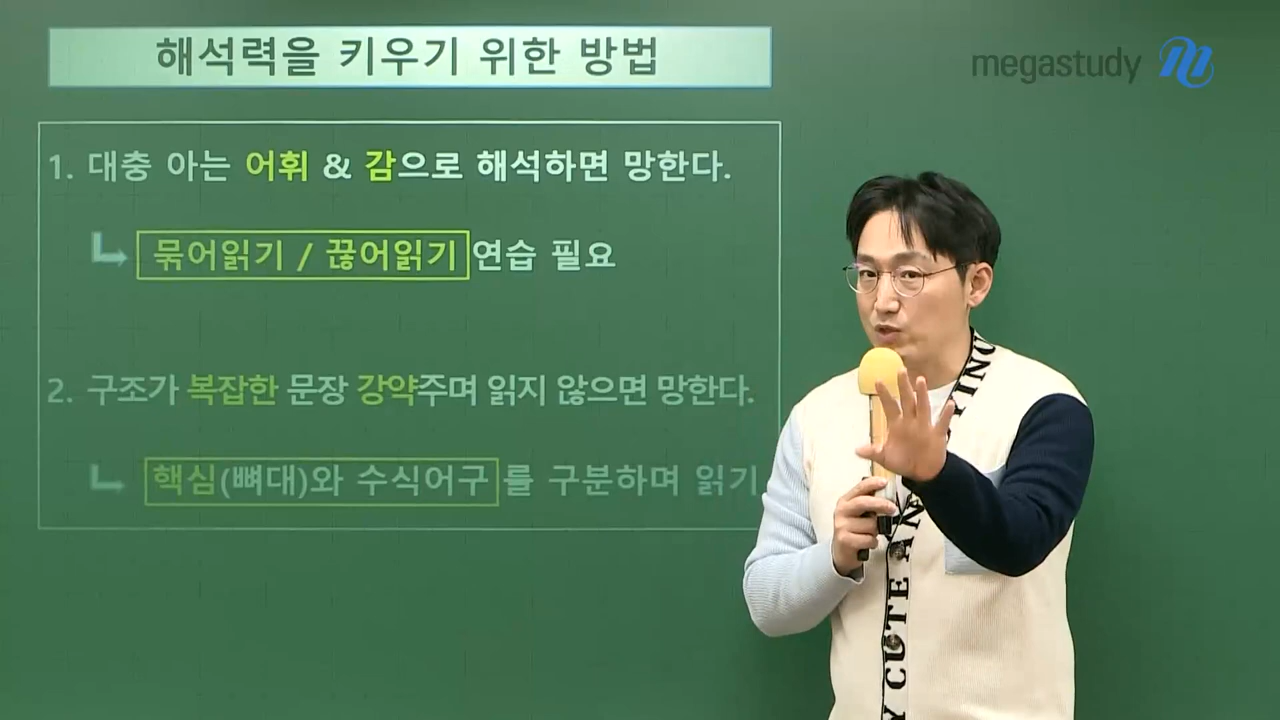 해석력을 키우기 위한 방법
megastudy
1. 대충 아는 어휘 & 감으로 해석하면 망한다.
묶어읽기 / 끊어읽기 연습 필요
2. 구조가 복잡한 문장 강약주며 읽지 않으면 망한다.
핵심(뼈대)와 수식어구 를 구분하며 읽기
YING
AN
Y CUTE